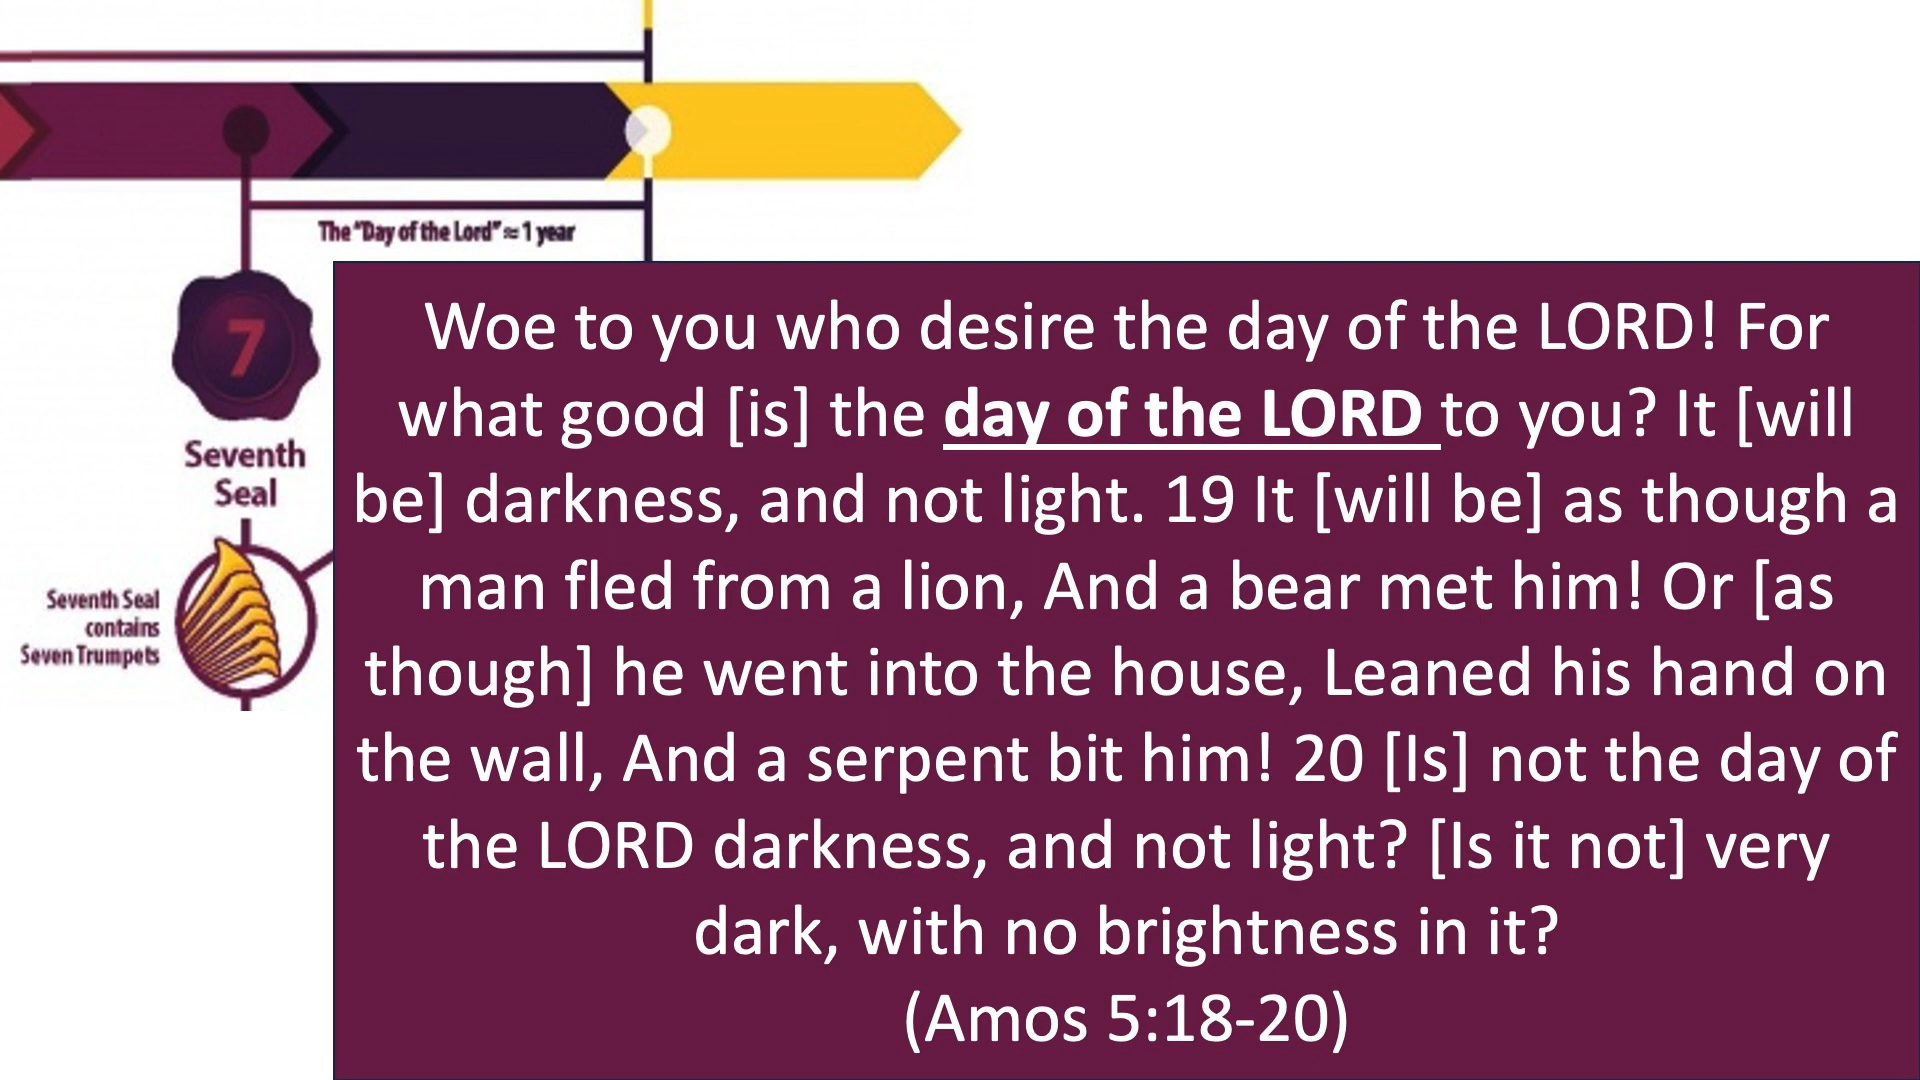 The "Day of the Lord" ≈ 1 year
7
Seventh
Seal
Seventh Seal
contains
Seven Trumpets
Woe to you who desire the day of the LORD! For
what good [is] the day of the LORD to you? It [will
be] darkness, and not light. 19 It [will be] as though a
man fled from a lion, And a bear met him! Or [as
though] he went into the house, Leaned his hand on
the wall, And a serpent bit him! 20 [Is] not the day of
the LORD darkness, and not light? [Is it not] very
dark, with no brightness in it?
(Amos 5:18-20)